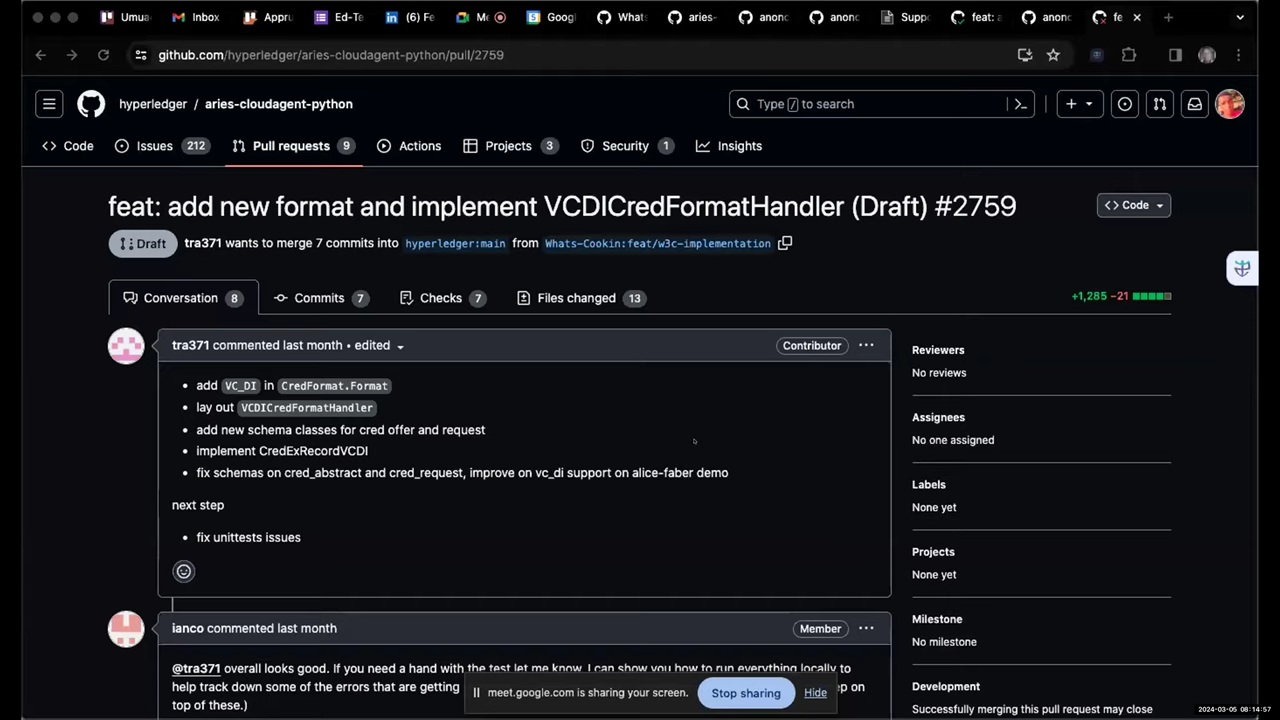 Umua
Inbox
Appru
Ed-Te
(6) Fe
Me
Googl
Whats
aries-
anonc
anonc
Suppo
feat: a
anonc
fe
github.com/hyperledger/aries-cloudagent-python/pull/2759
hyperledger / aries-cloudagent-python
Type / to search
Code
Issues 212
Pull requests 9
Actions
Projects 3
Security 1
Insights
feat: add new format and implement VCDICredFormatHandler (Draft) #2759
Code
Draft
tra371 wants to merge 7 commits into hyperledger:main from Whats-Cookin:feat/w3c-implementation
Conversation 8
Commits 7
Checks 7
Files changed 13
+1,285 −21
tra371 commented last month • edited
Contributor
• add VC_DI in CredFormat.Format
• lay out VCDICredFormatHandler
• add new schema classes for cred offer and request
• implement CredExRecordVCDI
• fix schemas on cred_abstract and cred_request, improve on vc_di support on alice-faber demo
next step
• fix unittests issues
Reviewers
No reviews
Assignees
No one assigned
Labels
None yet
Projects
None yet
Milestone
No milestone
Development
Successfully merging this pull request may close
ianco commented last month
Member
@tra371 overall looks good. If you need a hand with the test let me know, I can show you how to run everything locally to
help track down some of the errors that are getting
p on
top of these.)
meet.google.com is sharing your screen.
Stop sharing
Hide
2024-03-05 08:14:57